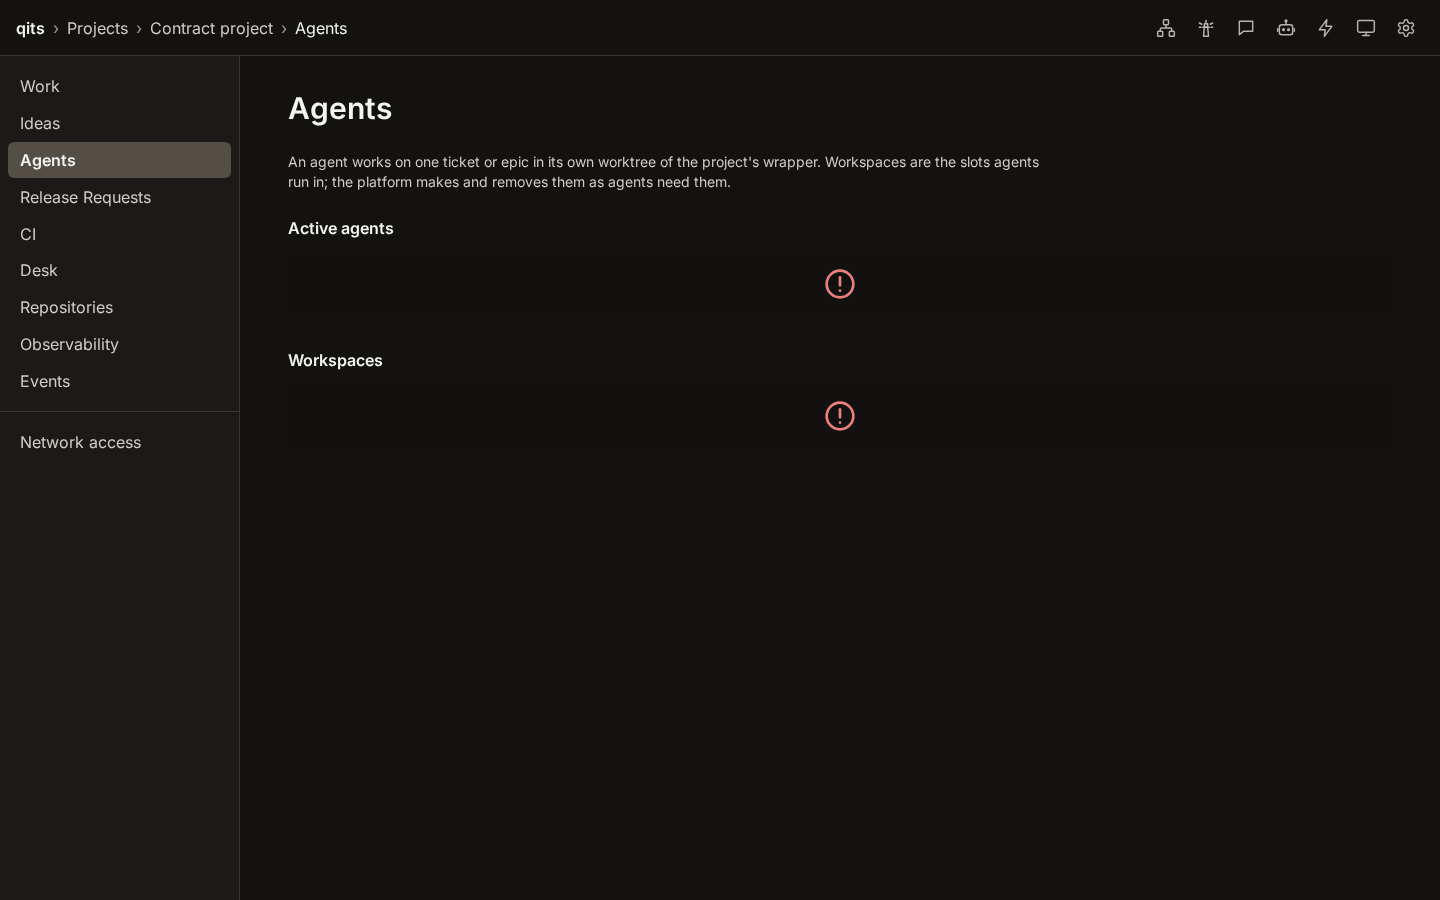 qits › Projects › Contract project › Agents
Work
Ideas
Agents
Release Requests
CI
Desk
Repositories
Observability
Events
Network access
Agents
An agent works on one ticket or epic in its own worktree of the project's wrapper. Workspaces are the slots agents
run in; the platform makes and removes them as agents need them.
Active agents
Workspaces